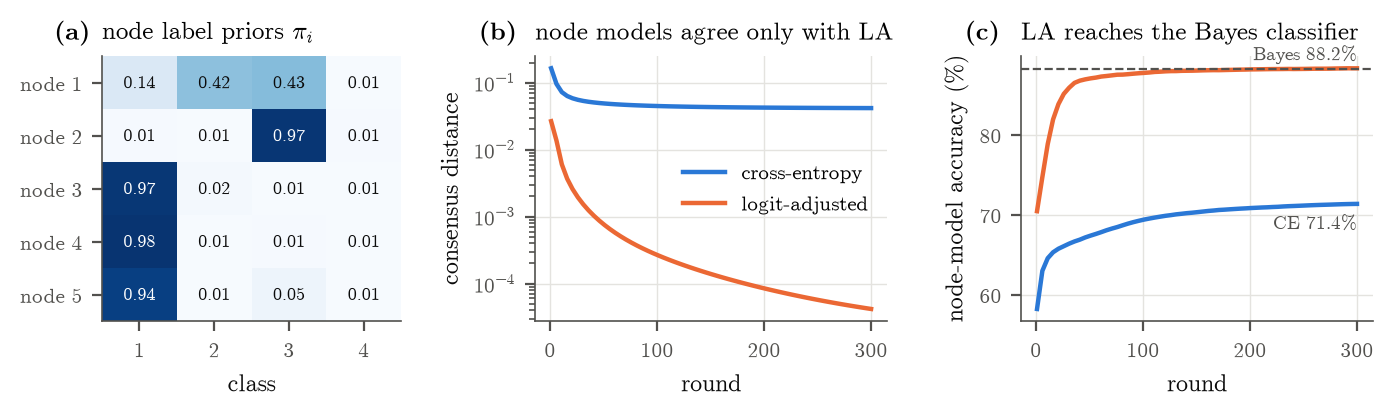 (a) node label priors πᵢ
node 1 0.14 0.42 0.43 0.01
node 2 0.01 0.01 0.97 0.01
node 3 0.97 0.02 0.01 0.01
node 4 0.98 0.01 0.01 0.01
node 5 0.94 0.01 0.05 0.01
1 2 3 4
class
(b) node models agree only with LA
consensus distance
10⁻¹
10⁻²
10⁻³
10⁻⁴
cross-entropy
logit-adjusted
0 100 200 300
round
(c) LA reaches the Bayes classifier
node-model accuracy (%)
Bayes 88.2%
80
70
60
CE 71.4%
0 100 200 300
round